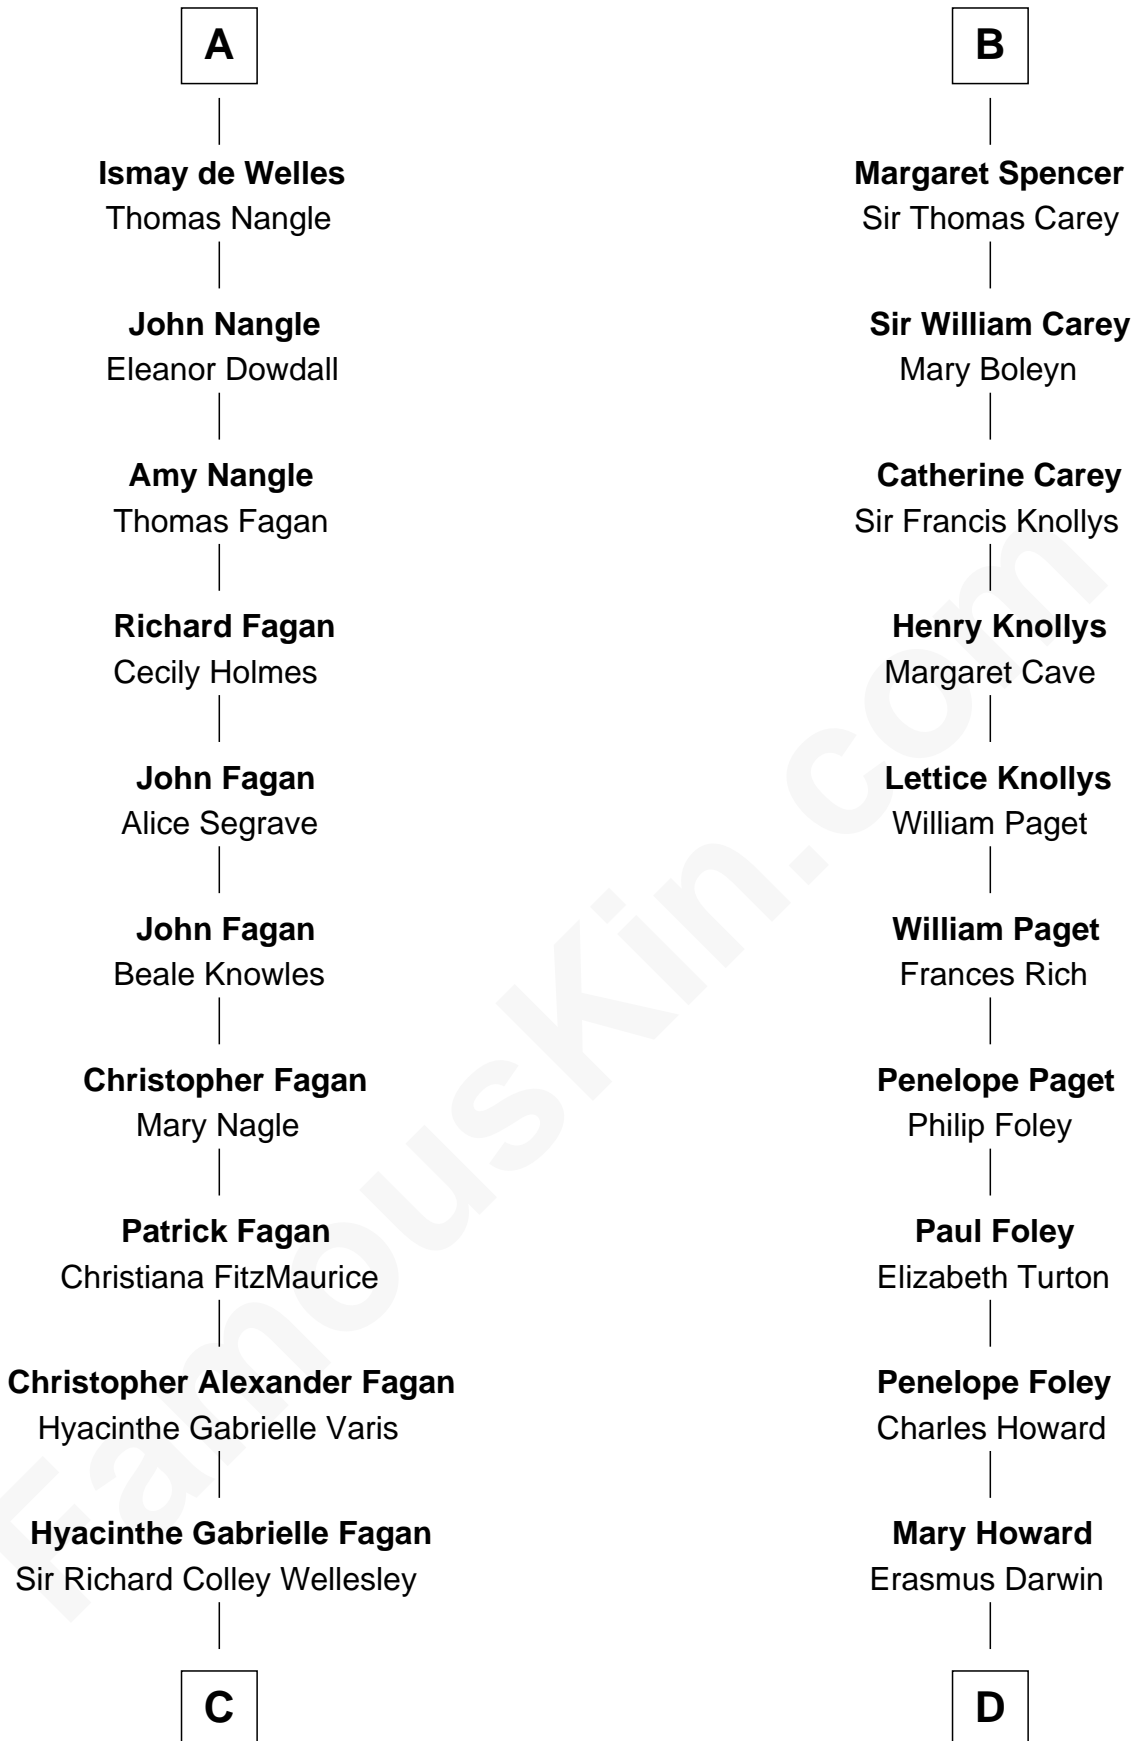 A
Ismay de Welles
Thomas Nangle
John Nangle
Eleanor Dowdall
Amy Nangle
Thomas Fagan
Richard Fagan
Cecily Holmes
John Fagan
Alice Segrave
John Fagan
Beale Knowles
Christopher Fagan
Mary Nagle
Patrick Fagan
Christiana FitzMaurice
Christopher Alexander Fagan
Hyacinthe Gabrielle Varis
Hyacinthe Gabrielle Fagan
Sir Richard Colley Wellesley
C
B
Margaret Spencer
Sir Thomas Carey
Sir William Carey
Mary Boleyn
Catherine Carey
Sir Francis Knollys
Henry Knollys
Margaret Cave
Lettice Knollys
William Paget
William Paget
Frances Rich
Penelope Paget
Philip Foley
Paul Foley
Elizabeth Turton
Penelope Foley
Charles Howard
Mary Howard
Erasmus Darwin
D
FamousKin.com